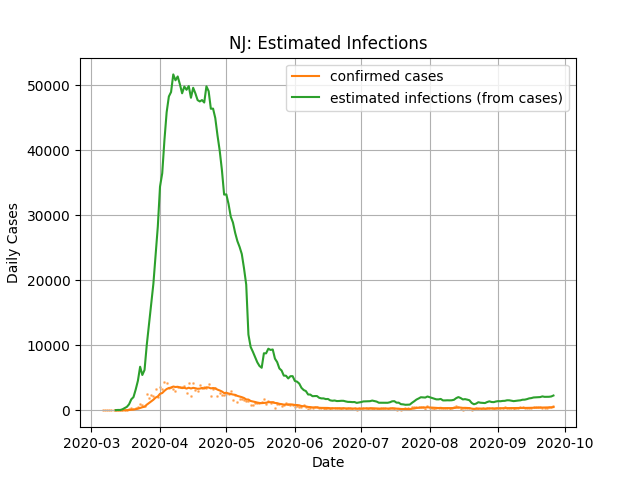 NJ: Estimated Infections
confirmed cases
estimated infections (from cases)
Daily Cases
50000
40000
30000
20000
10000
0
2020-03 2020-04 2020-05 2020-06 2020-07 2020-08 2020-09 2020-10
Date